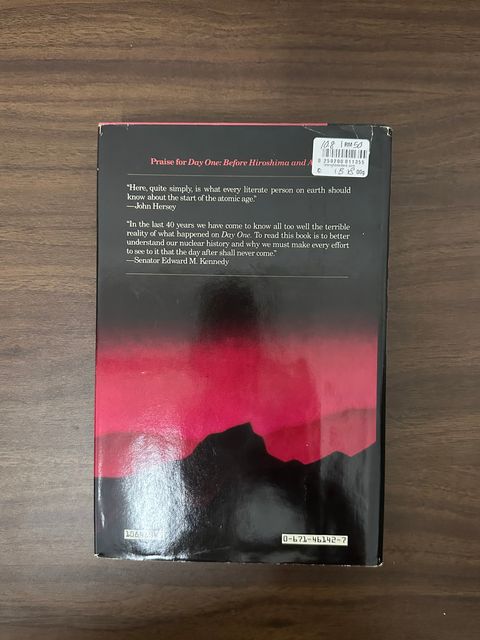 Praise for Day One: Before Hiroshima and
"Here, quite simply, is what every literate person on earth should
know about the start of the atomic age."
—John Hersey
"In the last 40 years we have come to know all too well the terrible
reality of what happened on Day One. To read this book is to better
understand our nuclear history and why we must make every effort
to see to it that the day after shall never come."
—Senator Edward M. Kennedy
0-671-46142-7